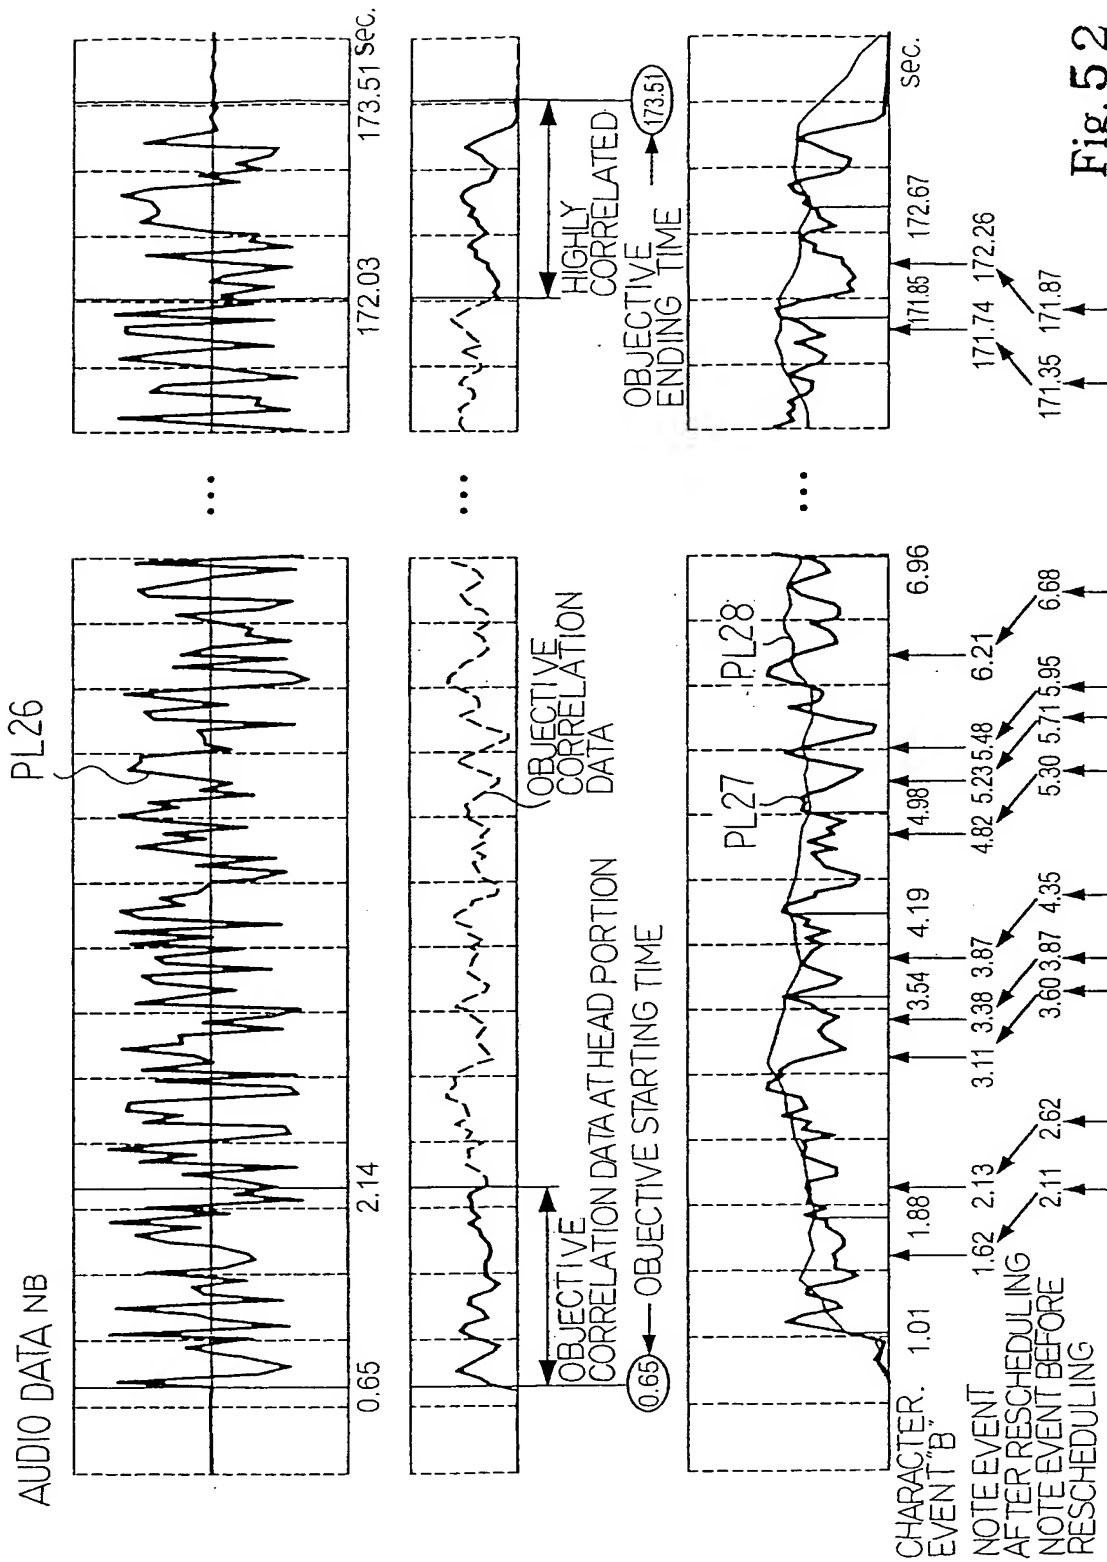 AUDIO DATA NB
PL26
0.65
2.14
172.03
173.51 sec.
OBJECTIVE
CORRELATION DATA AT HEAD PORTION
0.65
OBJECTIVE STARTING TIME
OBJECTIVE
CORRELATION
DATA
HIGHLY
CORRELATED
OBJECTIVE
ENDING TIME
173.51
PL27
PL28
CHARACTER.
EVENT "B"
1.01
1.88
3.54
4.19
4.98
6.96
171.85
172.67
sec.
NOTE EVENT
AFTER RESCHEDULING
1.62
2.13
3.11
3.38
3.87
4.82
5.23
5.48
6.21
171.74
172.26
NOTE EVENT BEFORE
RESCHEDULING
2.11
2.62
3.60
3.87
4.35
5.30
5.71
5.95
6.68
171.35
171.87
Fig. 52